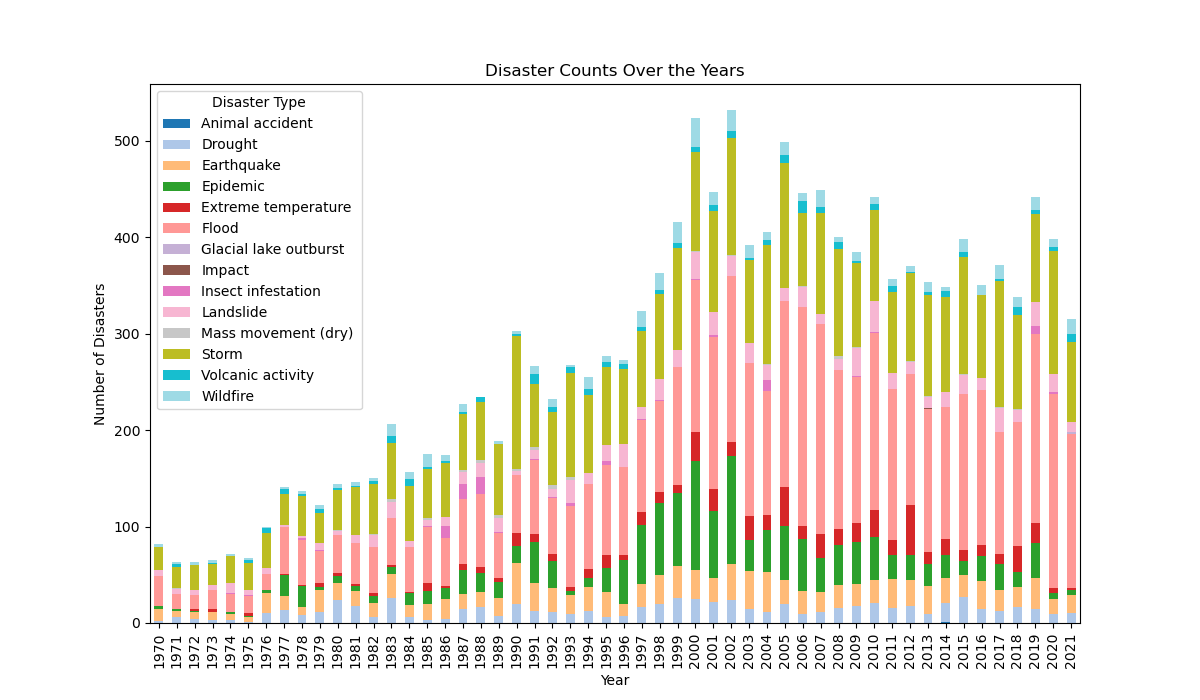 Disaster Counts Over the Years
Disaster Type
Animal accident
Drought
Earthquake
Epidemic
Extreme temperature
Flood
Glacial lake outburst
Impact
Insect infestation
Landslide
Mass movement (dry)
Storm
Volcanic activity
Wildfire
Number of Disasters
500
400
300
200
100
0
1970 1971 1972 1973 1974 1975 1976 1977 1978 1979 1980 1981 1982 1983 1984 1985 1986 1987 1988 1989 1990 1991 1992 1993 1994 1995 1996 1997 1998 1999 2000 2001 2002 2003 2004 2005 2006 2007 2008 2009 2010 2011 2012 2013 2014 2015 2016 2017 2018 2019 2020 2021
Year